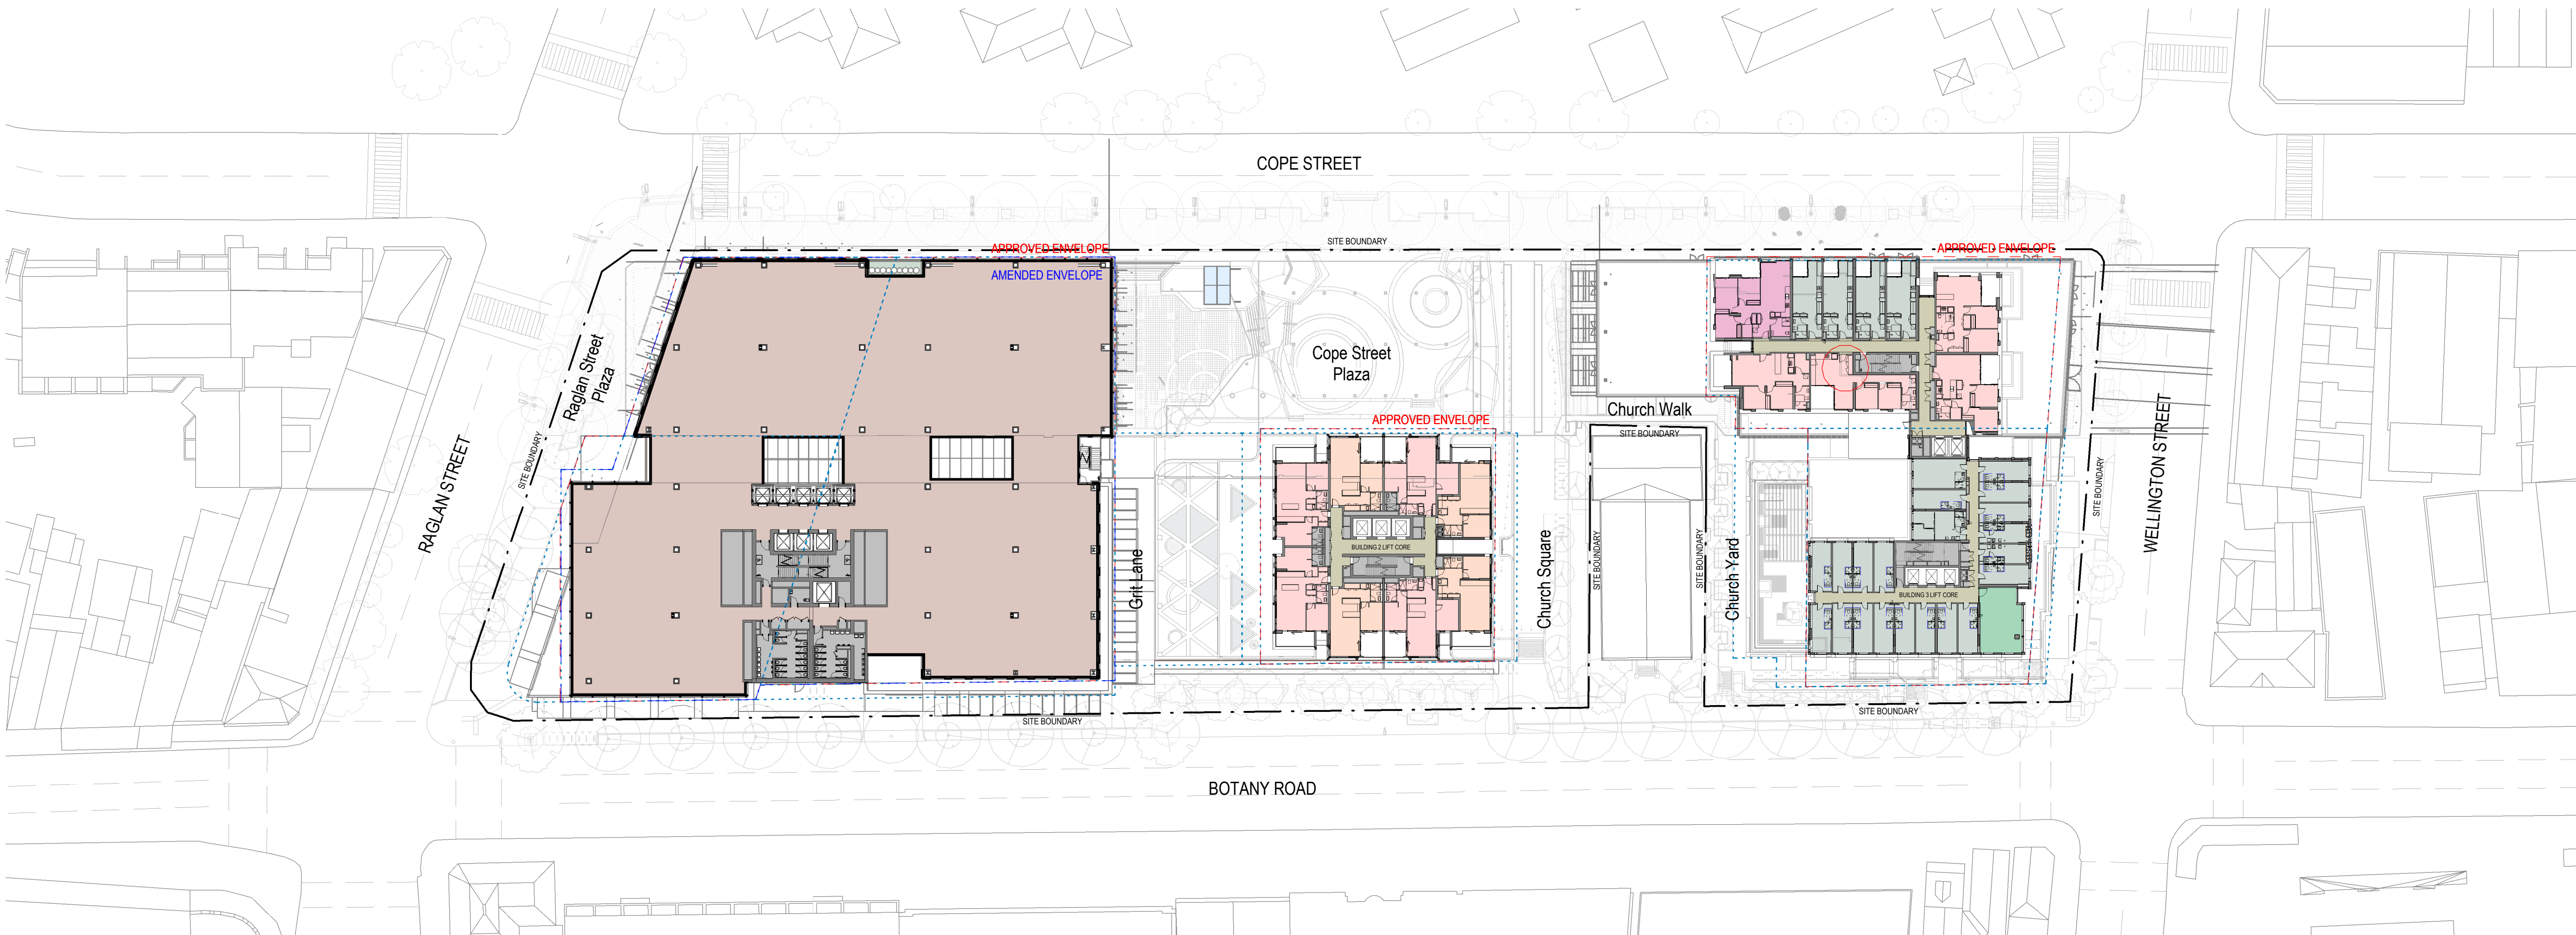 COPE STREET
APPROVED ENVELOPE
SITE BOUNDARY
APPROVED ENVELOPE
AMENDED ENVELOPE
Raglan Street
Plaza
Cope Street
Plaza
Church Walk
APPROVED ENVELOPE
SITE BOUNDARY
RAGLAN STREET
SITE BOUNDARY
WELLINGTON STREET
SITE BOUNDARY
BUILDING 2 LIFT CORE
Grit Lane
Church Square
SITE BOUNDARY
SITE BOUNDARY
Church Yard
BUILDING 3 LIFT CORE
SITE BOUNDARY
SITE BOUNDARY
BOTANY ROAD